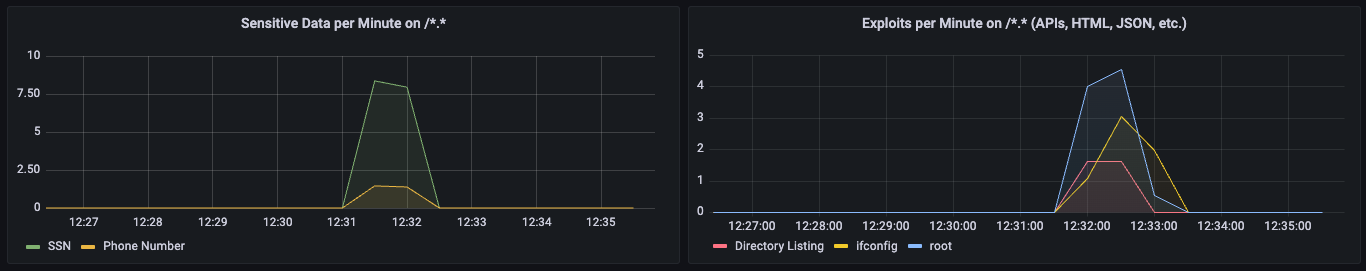 Sensitive Data per Minute on /*.*
10
7.50
5
2.50
0
12:27 12:28 12:29 12:30 12:31 12:32 12:33 12:34 12:35
SSN Phone Number
Exploits per Minute on /*.* (APIs, HTML, JSON, etc.)
5
4
3
2
1
0
12:27:00 12:28:00 12:29:00 12:30:00 12:31:00 12:32:00 12:33:00 12:34:00 12:35:00
Directory Listing ifconfig root